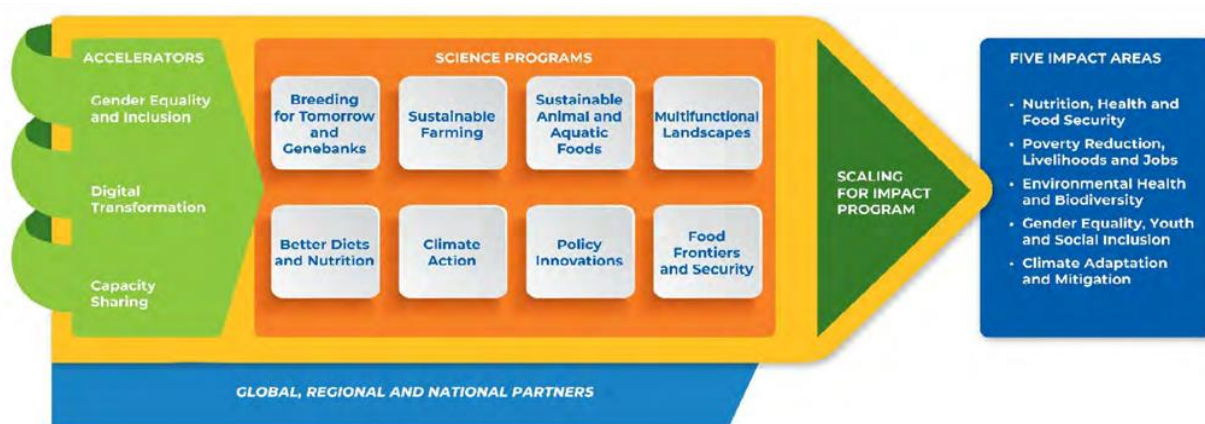 ACCELERATORS
Gender Equality
and Inclusion
Digital
Transformation
Capacity
Sharing
SCIENCE PROGRAMS
Breeding
for Tomorrow
and
Genebanks
Sustainable
Farming
Sustainable
Animal and
Aquatic
Foods
Multifunctional
Landscapes
Better Diets
and Nutrition
Climate
Action
Policy
Innovations
Food
Frontiers
and Security
SCALING
FOR IMPACT
PROGRAM
FIVE IMPACT AREAS
• Nutrition, Health and
Food Security
• Poverty Reduction,
Livelihoods and Jobs
• Environmental Health
and Biodiversity
• Gender Equality, Youth
and Social Inclusion
• Climate Adaptation
and Mitigation
GLOBAL, REGIONAL AND NATIONAL PARTNERS